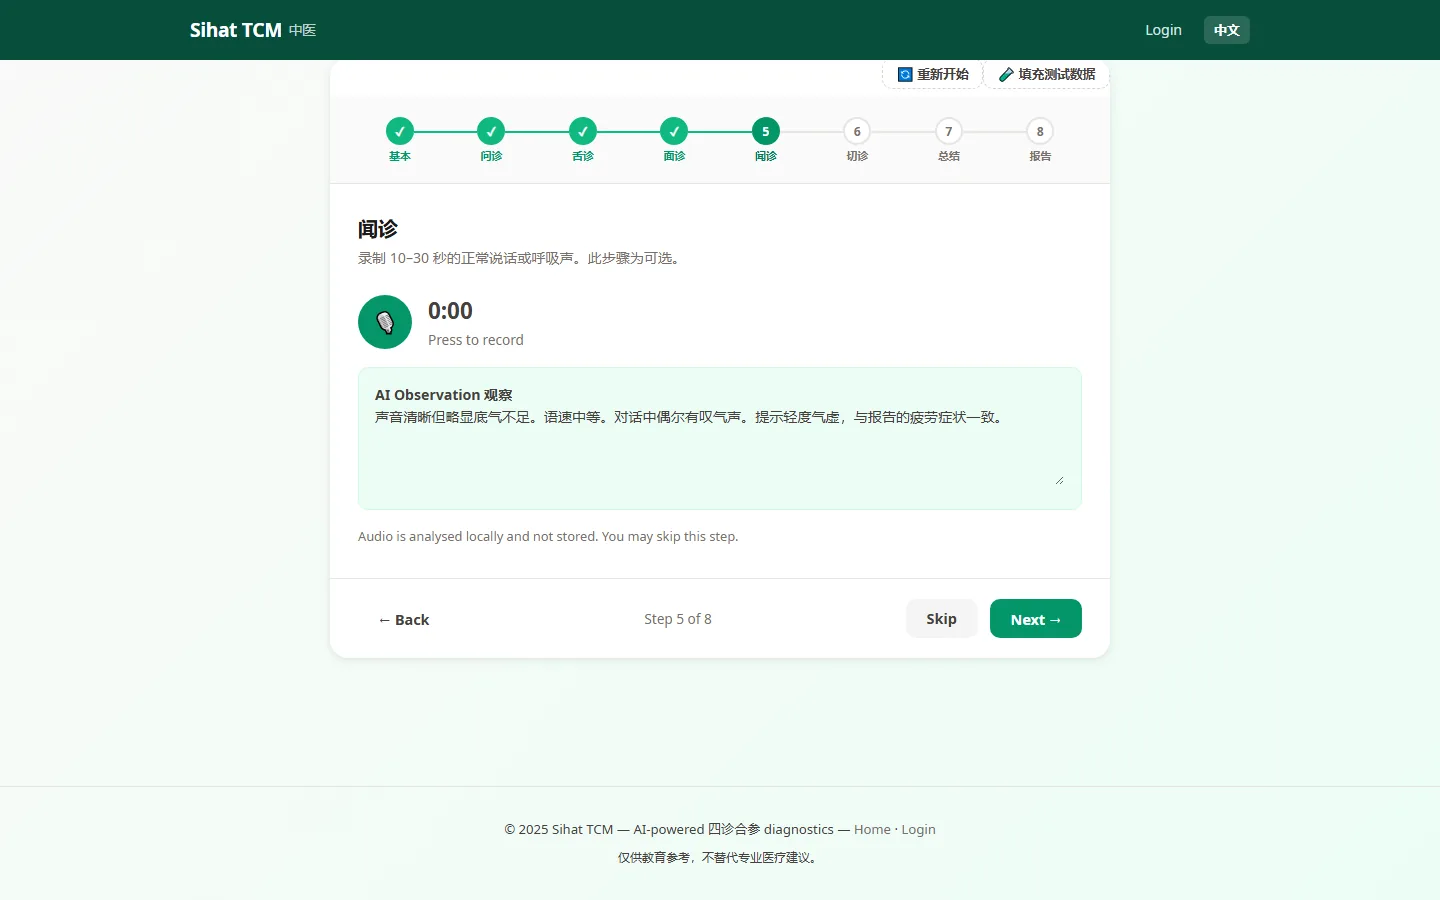 Sihat TCM 中医
Login
中文
重新开始
填充测试数据
✓ ✓ ✓ ✓ 5 6 7 8
基本 问诊 舌诊 面诊 闻诊 切诊 总结 报告
闻诊
录制 10–30 秒的正常说话或呼吸声。此步骤为可选。
0:00
Press to record
AI Observation 观察
声音清晰但略显底气不足。语速中等。对话中偶尔有叹气声。提示轻度气虚，与报告的疲劳症状一致。
Audio is analysed locally and not stored. You may skip this step.
← Back
Step 5 of 8
Skip
Next →
© 2025 Sihat TCM — AI-powered 四诊合参 diagnostics — Home · Login
仅供教育参考，不替代专业医疗建议。